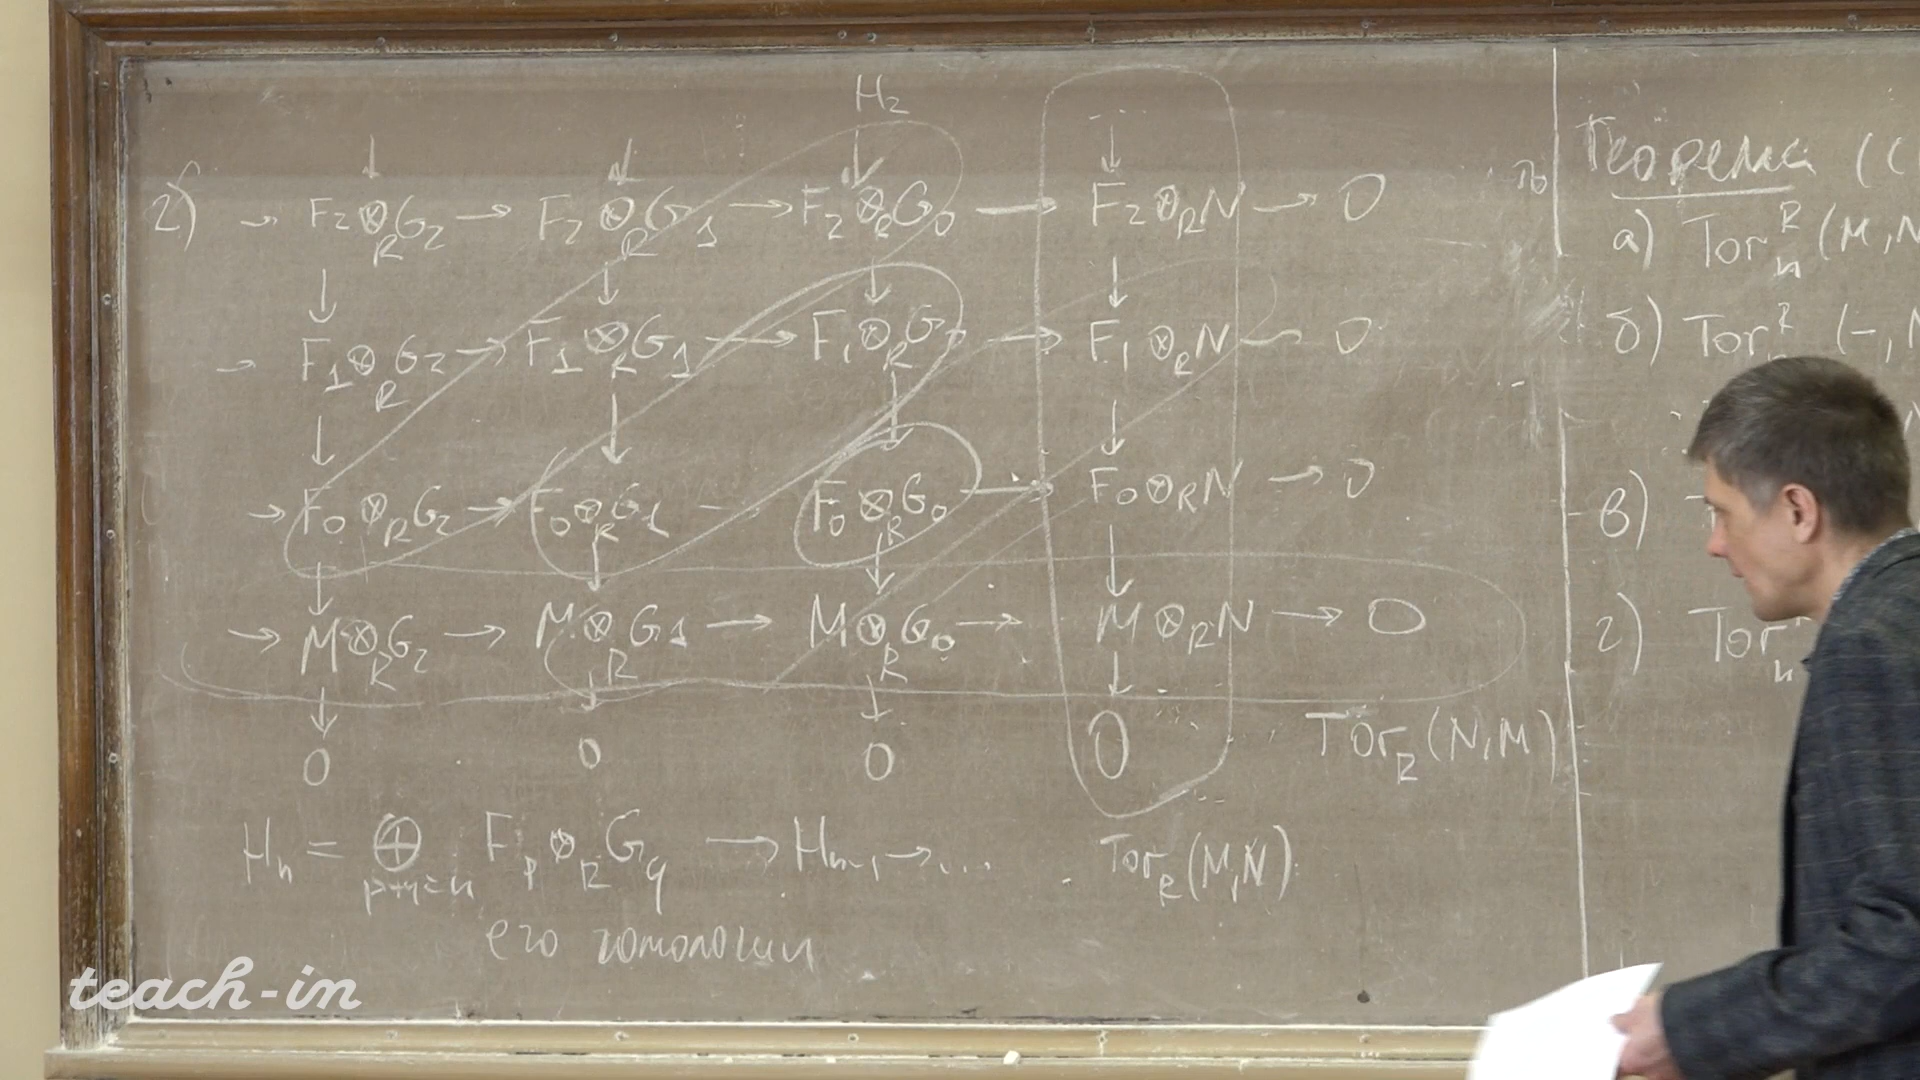 H₂
2) → F₂⊗_R G₂ → F₂⊗_R G₁ → F₂⊗_R G₀ → F₂⊗_R N → 0
→ F₁⊗_R G₂ → F₁⊗_R G₁ → F₁⊗_R G₀ → F₁⊗_R N → 0
→ F₀⊗_R G₂ → F₀⊗_R G₁ → F₀⊗_R G₀ → F₀⊗_R N → 0
→ M⊗_R G₂ → M⊗_R G₁ → M⊗_R G₀ → M⊗_R N → 0
0 0 0 0
Tor_R(N,M)
H_n = ⊕_{p+q=n} F_p⊗_R G_q → H_{n-1} → ...
Tor_R(M,N)
его гомологии
Теорема (
а) Tor_n^R (M,N
б) Tor_n^R (-,N
в)
г) Tor_n
teach-in